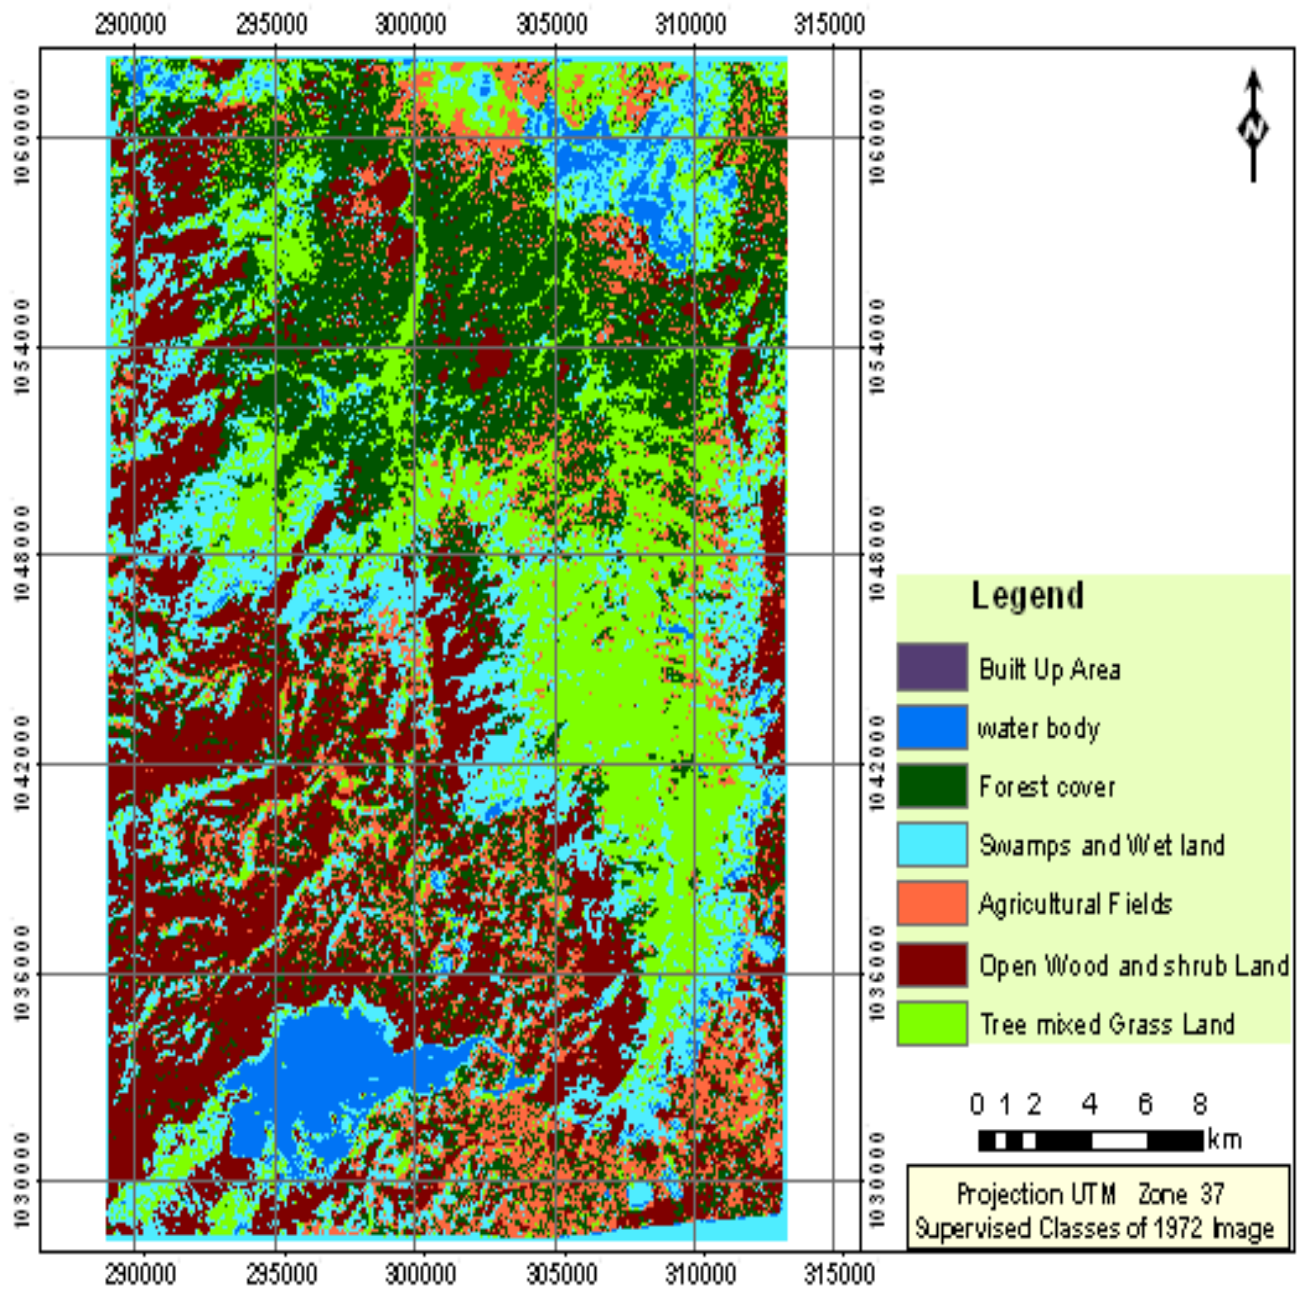 290000 295000 300000 305000 310000 315000
N
1060000 1060000
1054000 1054000
1048000 1048000
1042000 1042000
1036000 1036000
1030000 1030000
Legend
Built Up Area
water body
Forest cover
Swamps and Wet land
Agricultural Fields
Open Wood and shrub Land
Tree mixed Grass Land
0 1 2 4 6 8
km
Projection UTM Zone 37
Supervised Classes of 1972 Image
290000 295000 300000 305000 310000 315000